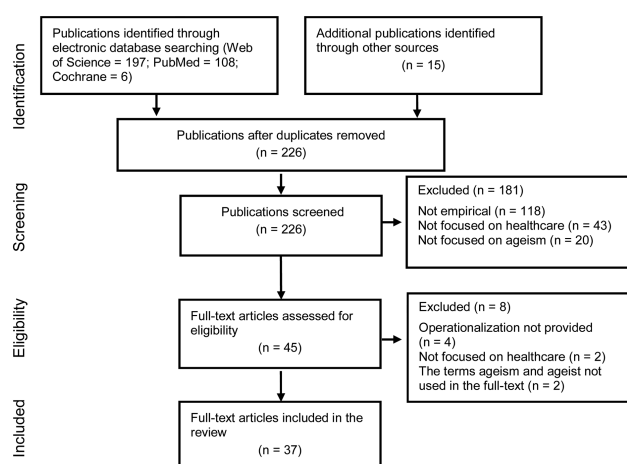 Identification
Publications identified through
electronic database searching (Web
of Science = 197; PubMed = 108;
Cochrane = 6)
Additional publications identified
through other sources
(n = 15)
Publications after duplicates removed
(n = 226)
Screening
Publications screened
(n = 226)
Excluded (n = 181)
Not empirical (n = 118)
Not focused on healthcare (n = 43)
Not focused on ageism (n = 20)
Eligibility
Full-text articles assessed for
eligibility
(n = 45)
Excluded (n = 8)
Operationalization not provided
(n = 4)
Not focused on healthcare (n = 2)
The terms ageism and ageist not
used in the full-text (n = 2)
Included
Full-text articles included in the
review
(n = 37)